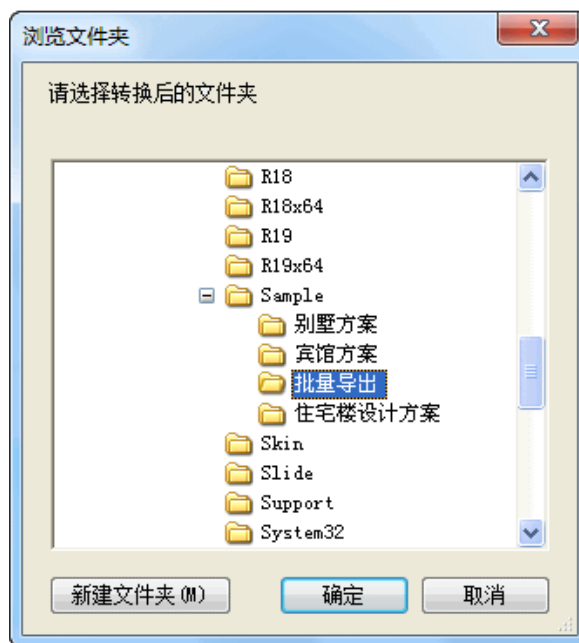 浏览文件夹
请选择转换后的文件夹
R18
R18x64
R19
R19x64
Sample
别墅方案
宾馆方案
批量导出
住宅楼设计方案
Skin
Slide
Support
System32
新建文件夹(M) 确定 取消